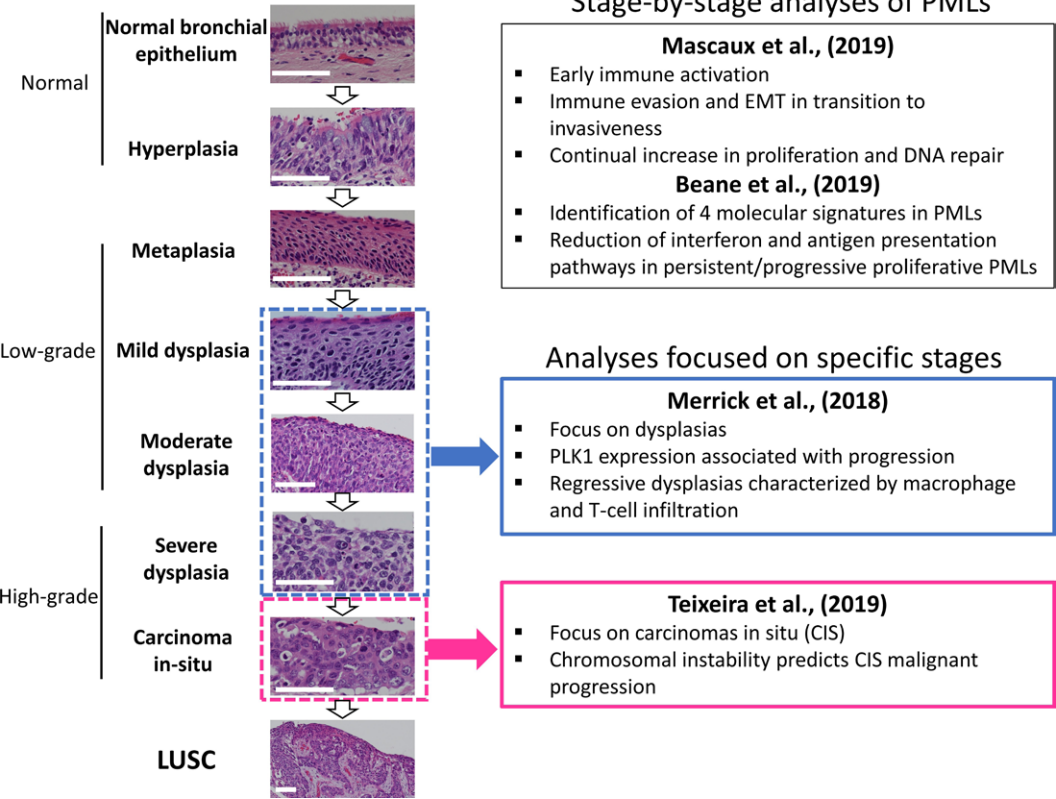 Normal
Normal bronchial
epithelium
Hyperplasia
Low-grade
Metaplasia
Mild dysplasia
Moderate
dysplasia
High-grade
Severe
dysplasia
Carcinoma
in-situ
LUSC
Stage-by-stage analyses of PMLs
Mascaux et al., (2019)
▪ Early immune activation
▪ Immune evasion and EMT in transition to
invasiveness
▪ Continual increase in proliferation and DNA repair
Beane et al., (2019)
▪ Identification of 4 molecular signatures in PMLs
▪ Reduction of interferon and antigen presentation
pathways in persistent/progressive proliferative PMLs
Analyses focused on specific stages
Merrick et al., (2018)
▪ Focus on dysplasias
▪ PLK1 expression associated with progression
▪ Regressive dysplasias characterized by macrophage
and T-cell infiltration
Teixeira et al., (2019)
▪ Focus on carcinomas in situ (CIS)
▪ Chromosomal instability predicts CIS malignant
progression